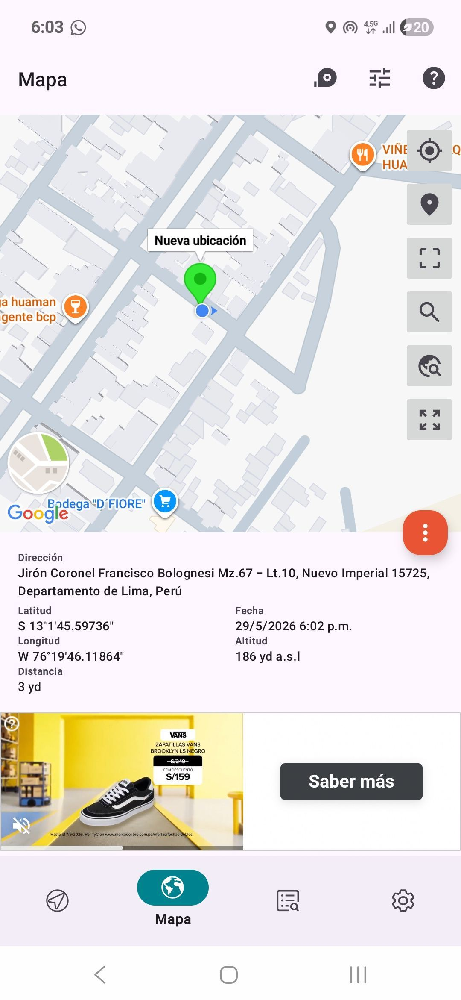 6:03
4.5G
20
Mapa
VIÑE
Q
HUA
Nueva ubicación
ga huaman
agente bcp
Bodega "D´FIORE"
Google
Dirección
Jirón Coronel Francisco Bolognesi Mz.67 – Lt.10, Nuevo Imperial 15725,
Departamento de Lima, Perú
Latitud
Fecha
S 13°1'45.59736"
29/5/2026 6:02 p.m.
Longitud
Altitud
W 76°19'46.11864"
186 yd a.s.l
Distancia
3 yd
VANS
ZAPATILLAS VANS
BROOKLYN LS NEGRO
S/249
CON DESCUENTO
S/159
Hasta el 7/6/2026. Ver TyC en www.mercadolibre.com.pe/ofertas/fechas-dobles
Saber más
Mapa